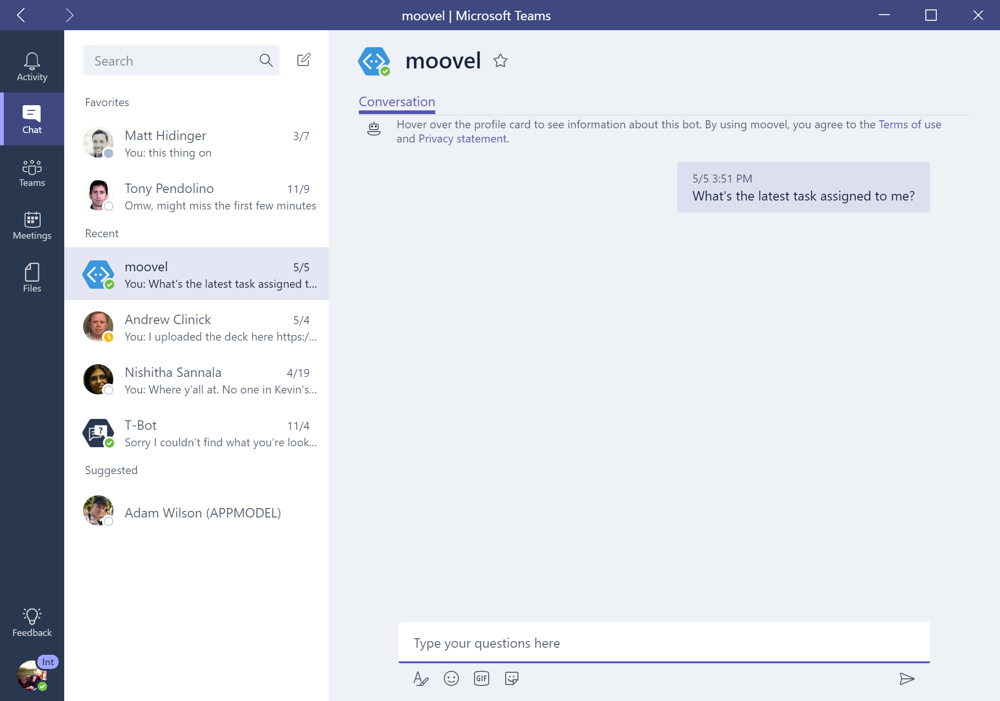 moovel | Microsoft Teams
Activity
Chat
Teams
Meetings
Files
Feedback
Int
Search
Favorites
Matt Hidinger 3/7
You: this thing on
Tony Pendolino 11/9
Omw, might miss the first few minutes
Recent
moovel 5/5
You: What's the latest task assigned t...
Andrew Clinick 5/4
You: I uploaded the deck here https:/...
Nishitha Sannala 4/19
You: Where y'all at. No one in Kevin's...
T-Bot 11/4
Sorry I couldn’t find what you’re look...
Suggested
Adam Wilson (APPMODEL)
moovel
Conversation
Hover over the profile card to see information about this bot. By using moovel, you agree to the Terms of use
and Privacy statement.
5/5 3:51 PM
What's the latest task assigned to me?
Type your questions here
GIF